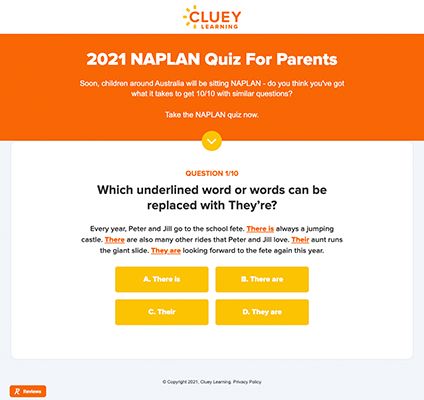 CLUEY
LEARNING
2021 NAPLAN Quiz For Parents
Soon, children around Australia will be sitting NAPLAN - do you think you've got
what it takes to get 10/10 with similar questions?
Take the NAPLAN quiz now.
QUESTION 1/10
Which underlined word or words can be
replaced with They're?
Every year, Peter and Jill go to the school fete. There is always a jumping
castle. There are also many other rides that Peter and Jill love. Their aunt runs
the giant slide. They are looking forward to the fete again this year.
A. There is
B. There are
C. Their
D. They are
© Copyright 2021, Cluey Learning. Privacy Policy
Reviews